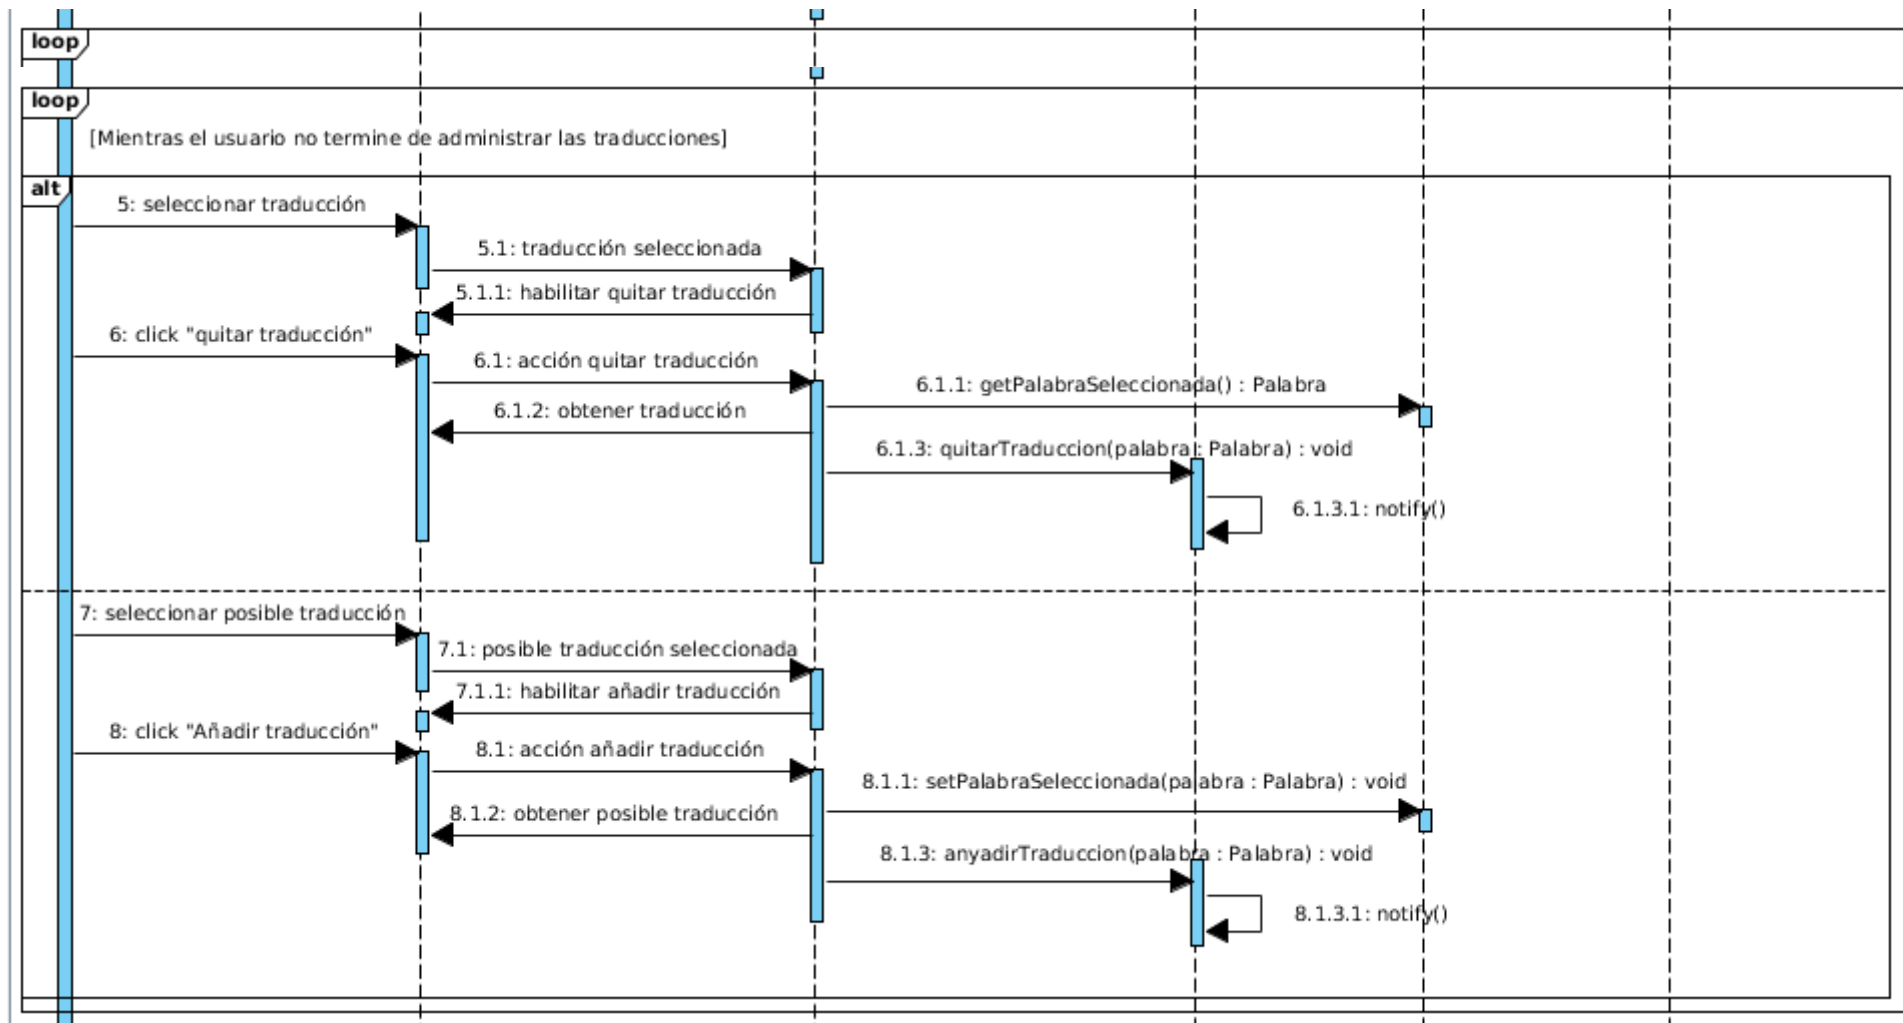 loop
loop
[Mientras el usuario no termine de administrar las traducciones]
alt
5: seleccionar traducción
5.1: traducción seleccionada
5.1.1: habilitar quitar traducción
6: click "quitar traducción"
6.1: acción quitar traducción
6.1.1: getPalabraSeleccionada() : Palabra
6.1.2: obtener traducción
6.1.3: quitarTraduccion(palabra : Palabra) : void
6.1.3.1: notify()
7: seleccionar posible traducción
7.1: posible traducción seleccionada
7.1.1: habilitar añadir traducción
8: click "Añadir traducción"
8.1: acción añadir traducción
8.1.1: setPalabraSeleccionada(palabra : Palabra) : void
8.1.2: obtener posible traducción
8.1.3: anyadirTraduccion(palabra : Palabra) : void
8.1.3.1: notify()